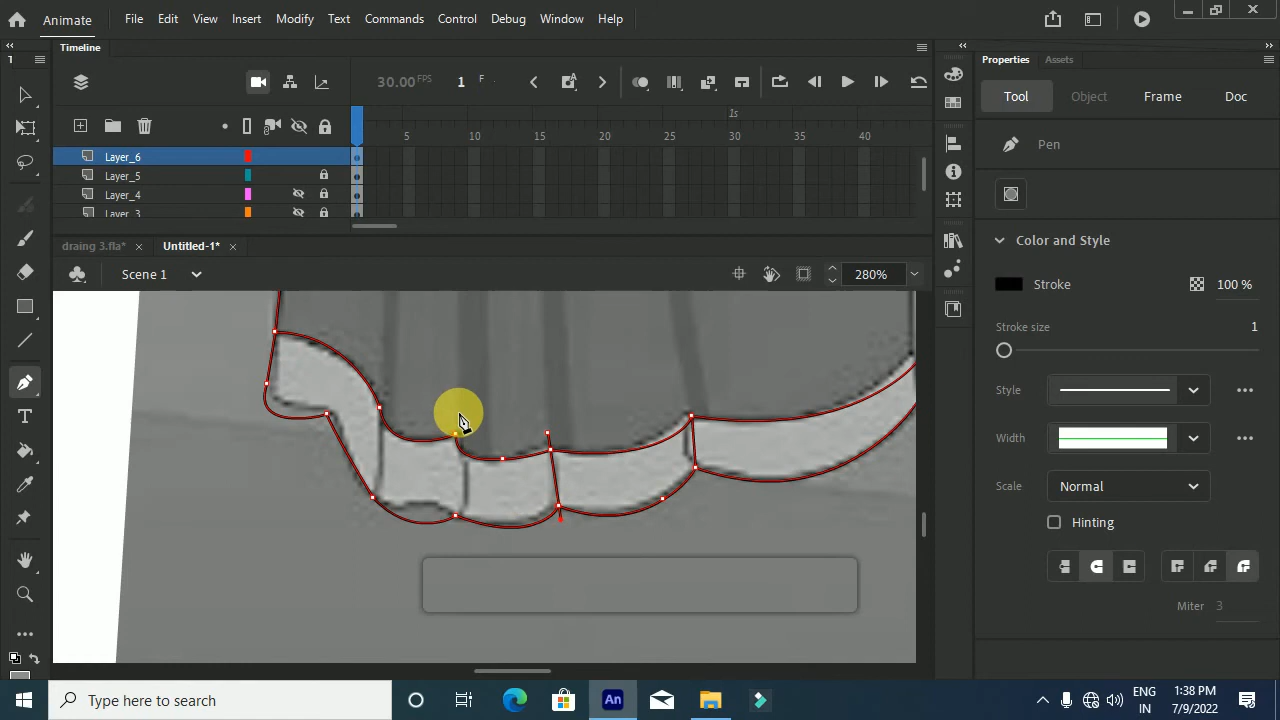 Animate
File Edit View Insert Modify Text Commands Control Debug Window Help
Timeline
30.00 FPS 1 F
1s
5 10 15 20 25 30 35 40
Layer_6
Layer_5
Layer_4
Layer_3
draing 3.fla* Untitled-1*
Scene 1
280%
Properties Assets
Tool Object Frame Doc
Pen
Color and Style
Stroke 100 %
Stroke size
1
Style
Width
Scale Normal
Hinting
Miter 3
Type here to search
An
ENG
IN
1:38 PM
7/9/2022